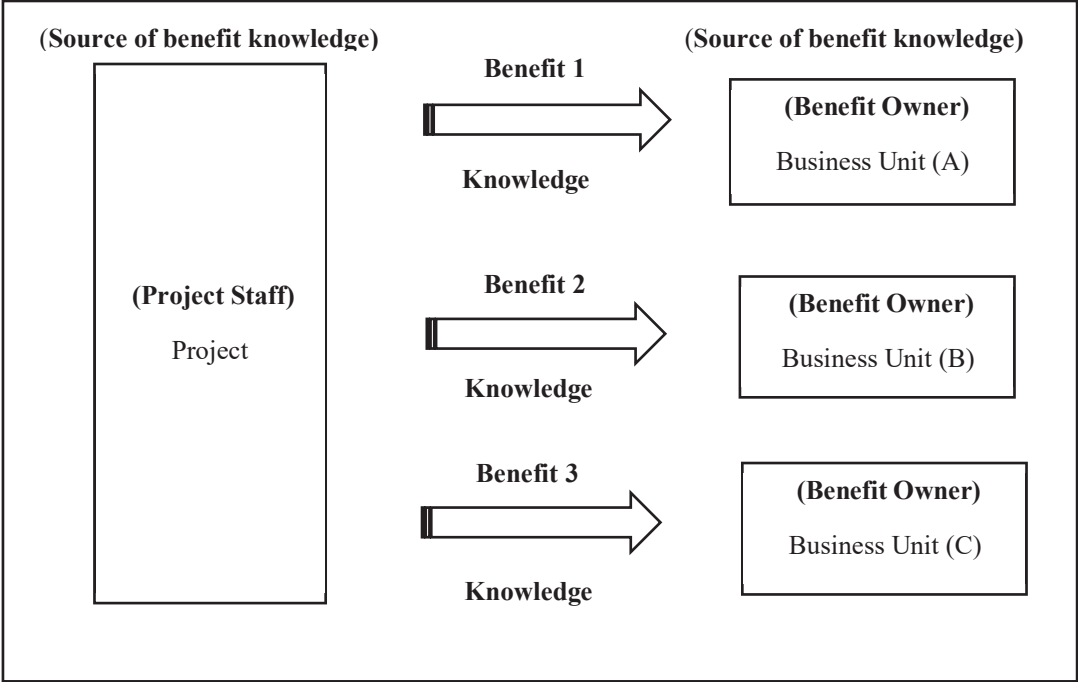 (Source of benefit knowledge)
(Source of benefit knowledge)
Benefit 1
(Benefit Owner)
Business Unit (A)
Knowledge
(Project Staff)
Project
Benefit 2
(Benefit Owner)
Business Unit (B)
Knowledge
Benefit 3
(Benefit Owner)
Business Unit (C)
Knowledge